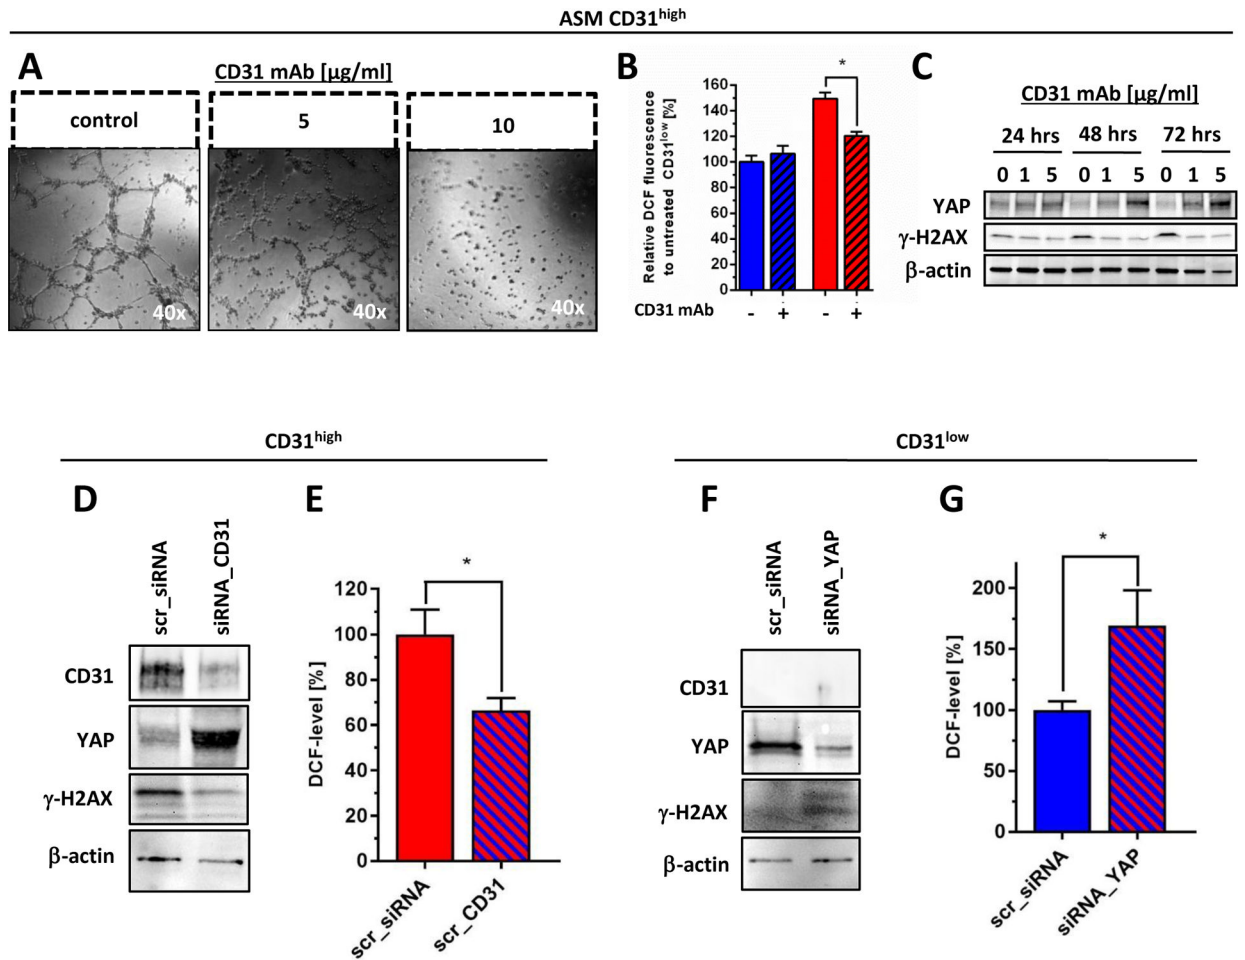 ASM CD31high
A
CD31 mAb [µg/ml]
control
5
10
40x
40x
40x
B
Relative DCF fluorescence
to untreated CD31low [%]
160
140
120
100
80
60
40
20
0
*
CD31 mAb
- + - +
C
CD31 mAb [µg/ml]
24 hrs 48 hrs 72 hrs
0 1 5 0 1 5 0 1 5
YAP
γ-H2AX
β-actin
CD31high
D
scr_siRNA
siRNA_CD31
CD31
YAP
γ-H2AX
β-actin
E
DCF-level [%]
120
100
80
60
40
20
0
*
scr_siRNA
scr_CD31
CD31low
F
scr_siRNA
siRNA_YAP
CD31
YAP
γ-H2AX
β-actin
G
DCF-level [%]
200
150
100
50
0
*
scr_siRNA
siRNA_YAP